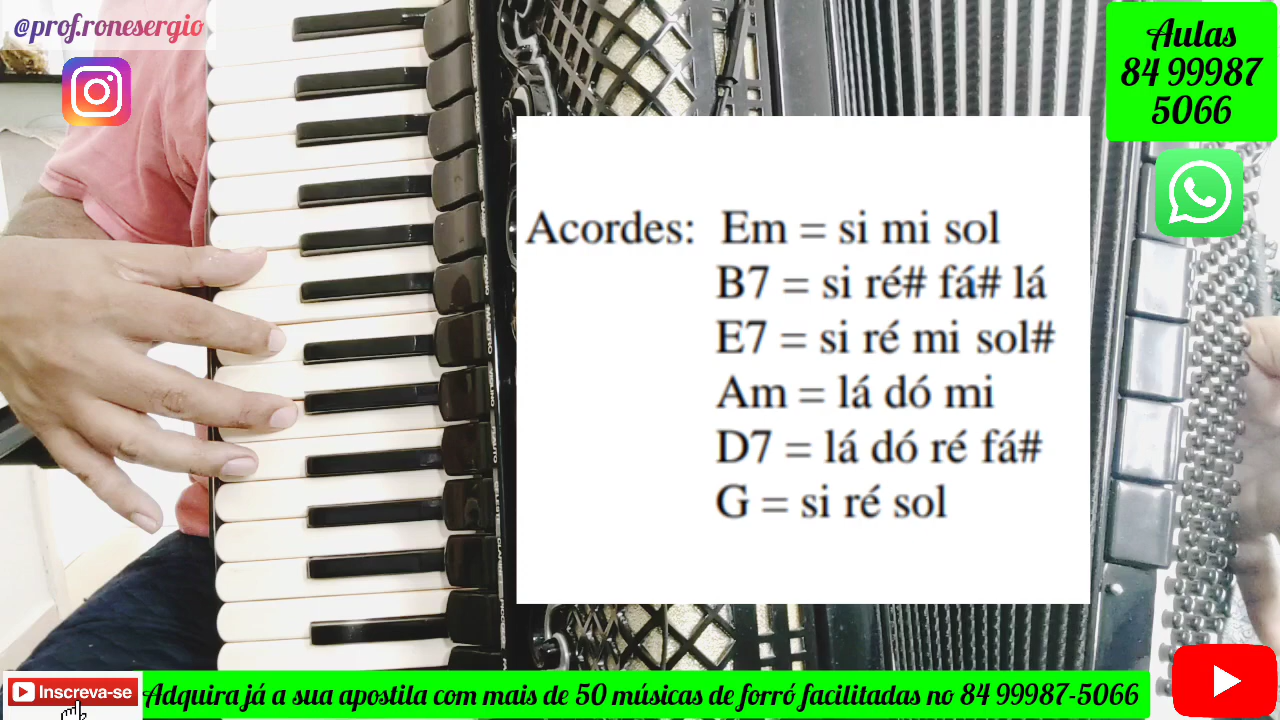 @prof.ronesergio
Aulas
84 99987
5066
Acordes: Em = si mi sol
B7 = si ré# fá# lá
E7 = si ré mi sol#
Am = lá dó mi
D7 = lá dó ré fá#
G = si ré sol
Inscreva-se
Adquira já a sua apostila com mais de 50 músicas de forró facilitadas no 84 99987-5066